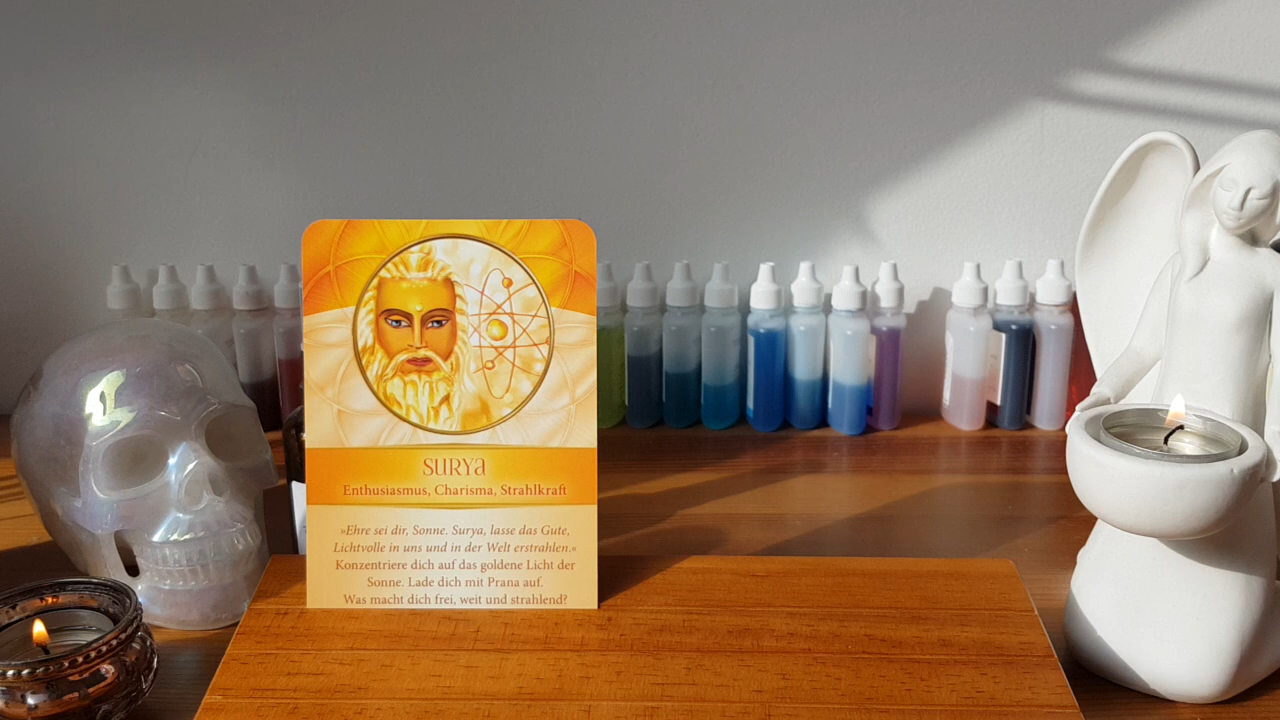 SURYA
Enthusiasmus, Charisma, Strahlkraft
»Ehre sei dir, Sonne. Surya, lasse das Gute,
Lichtvolle in uns und in der Welt erstrahlen.«
Konzentriere dich auf das goldene Licht der
Sonne. Lade dich mit Prana auf.
Was macht dich frei, weit und strahlend?